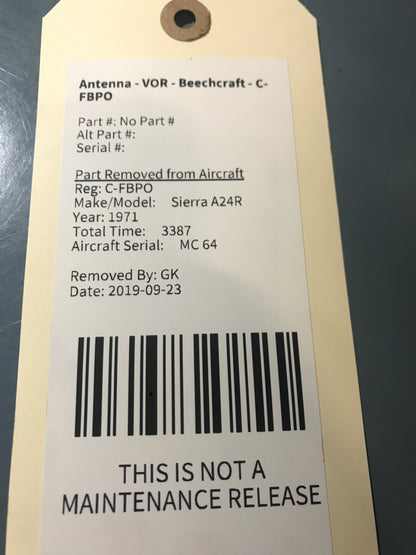 Antenna - VOR - Beechcraft - C-
FBPO
Part #: No Part #
Alt Part #:
Serial #:
Part Removed from Aircraft
Reg: C-FBPO
Make/Model: Sierra A24R
Year: 1971
Total Time: 3387
Aircraft Serial: MC 64
Removed By: GK
Date: 2019-09-23
THIS IS NOT A
MAINTENANCE RELEASE